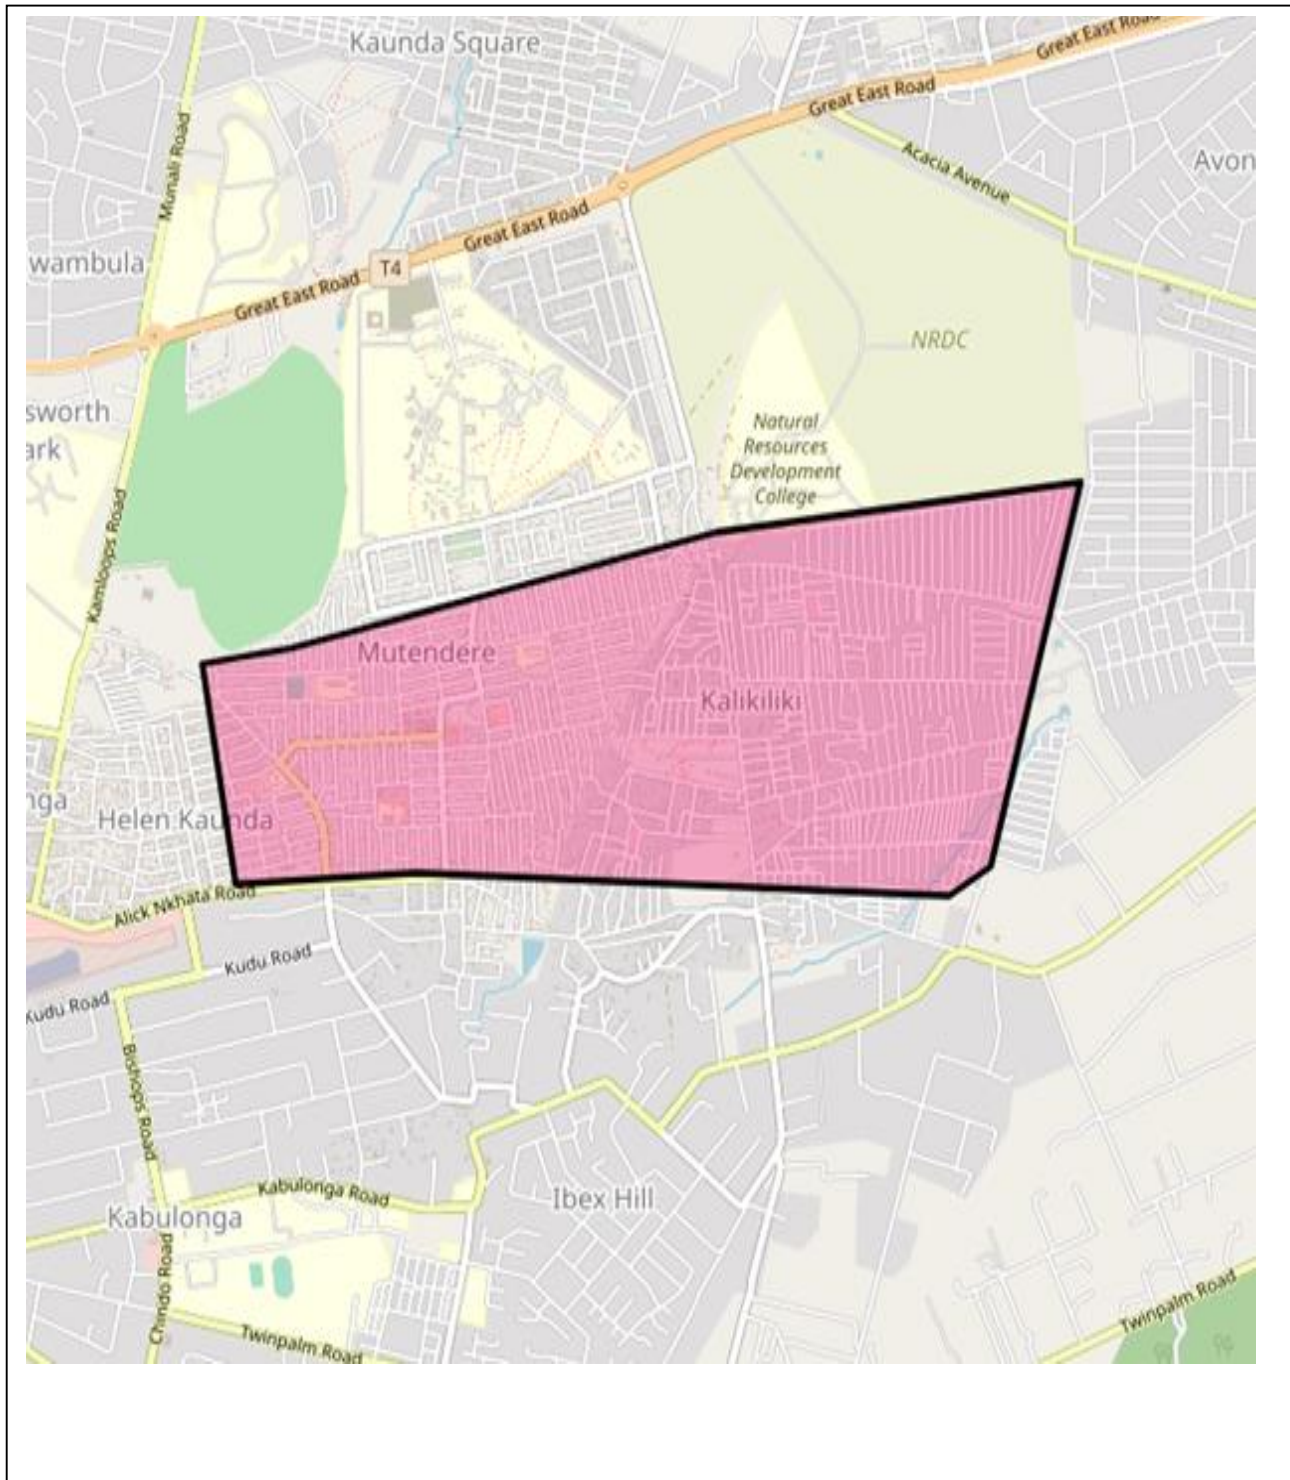 Kaunda Square
Great East Road
Great East Road
Munali Road
Acacia Avenue
Avon
wambula
Great East Road
T4
Great East Road
NRDC
sworth
ark
Natural
Resources
Development
College
Kamloops Road
Mutendere
Kalikiliki
nga
Helen Kaunda
Alick Nkhata Road
Kudu Road
Kudu Road
Bishops Road
Kabulonga Road
Ibex Hill
Kabulonga
Chindo Road
Twinpalm Road
Twinpalm Road